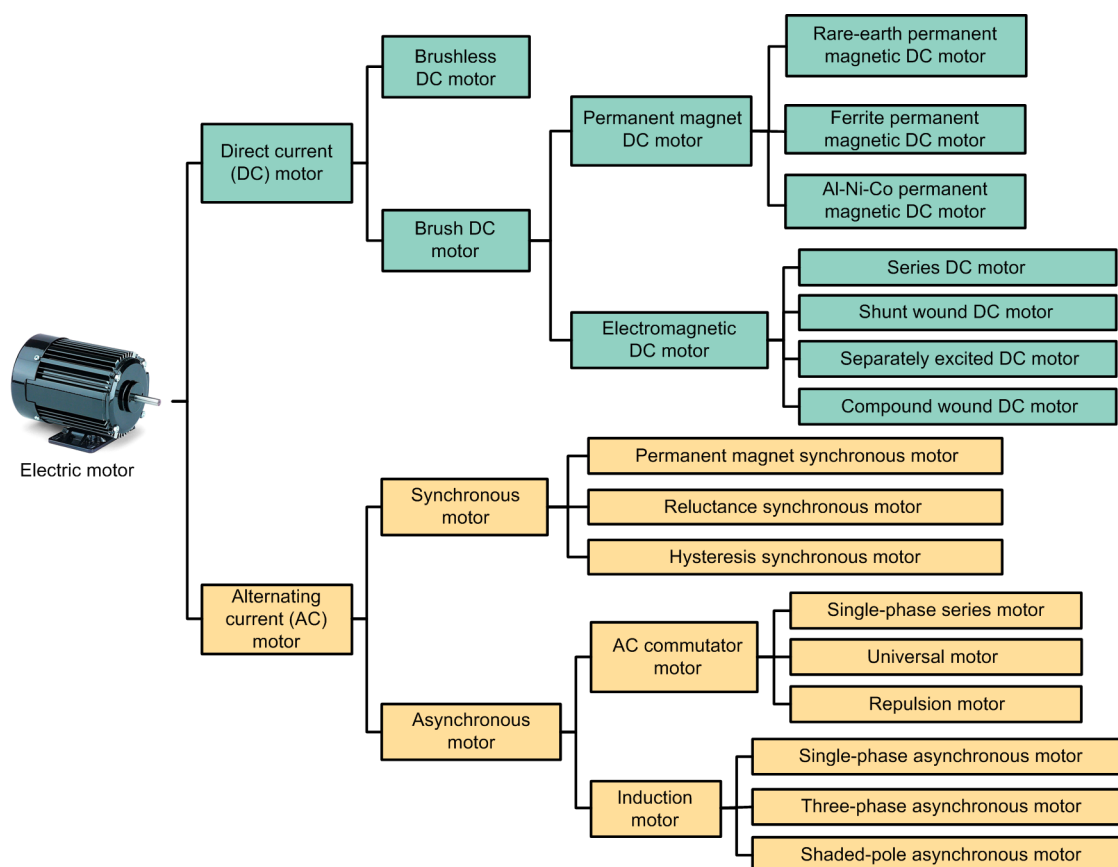 Electric motor
Direct current
(DC) motor
Brushless
DC motor
Brush DC
motor
Permanent magnet
DC motor
Rare-earth permanent
magnetic DC motor
Ferrite permanent
magnetic DC motor
Al-Ni-Co permanent
magnetic DC motor
Electromagnetic
DC motor
Series DC motor
Shunt wound DC motor
Separately excited DC motor
Compound wound DC motor
Alternating
current (AC)
motor
Synchronous
motor
Permanent magnet synchronous motor
Reluctance synchronous motor
Hysteresis synchronous motor
Asynchronous
motor
AC commutator
motor
Single-phase series motor
Universal motor
Repulsion motor
Induction
motor
Single-phase asynchronous motor
Three-phase asynchronous motor
Shaded-pole asynchronous motor